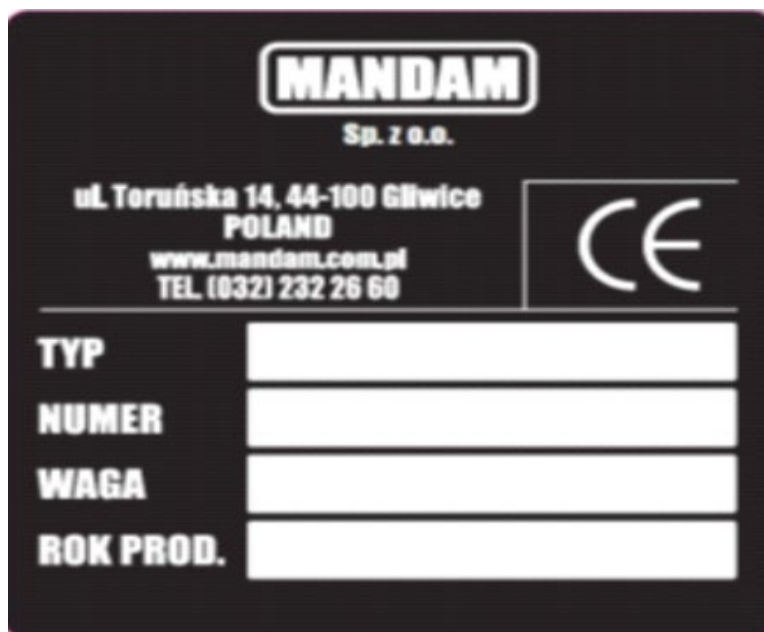 MANDAM
Sp. z o.o.
ul. Toruńska 14, 44-100 Gliwice
POLAND
www.mandam.com.pl
TEL. (032) 232 26 60
CE
TYP
NUMER
WAGA
ROK PROD.